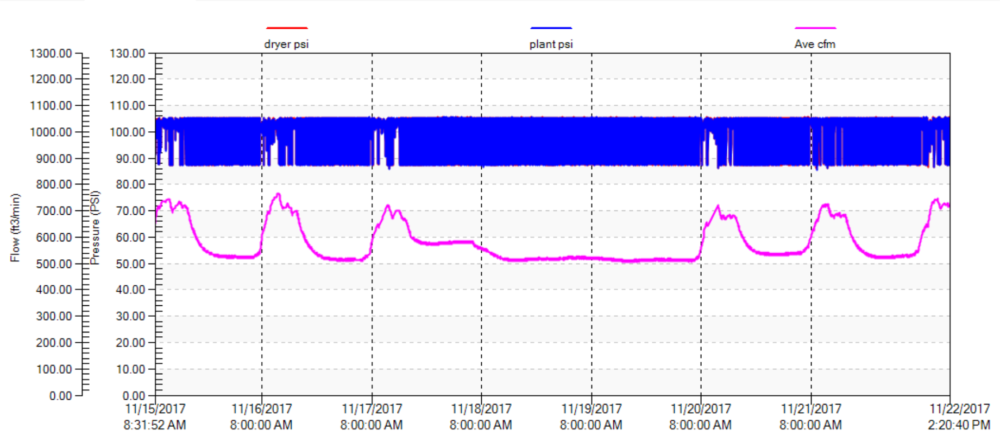 dryer psi
plant psi
Ave cfm
1300.00
1200.00
1100.00
1000.00
900.00
800.00
700.00
600.00
500.00
400.00
300.00
200.00
100.00
0.00
Flow (ft3/min)
130.00
120.00
110.00
100.00
90.00
80.00
70.00
60.00
50.00
40.00
30.00
20.00
10.00
0.00
Pressure (PSI)
11/15/2017
8:31:52 AM
11/16/2017
8:00:00 AM
11/17/2017
8:00:00 AM
11/18/2017
8:00:00 AM
11/19/2017
8:00:00 AM
11/20/2017
8:00:00 AM
11/21/2017
8:00:00 AM
11/22/2017
2:20:40 PM